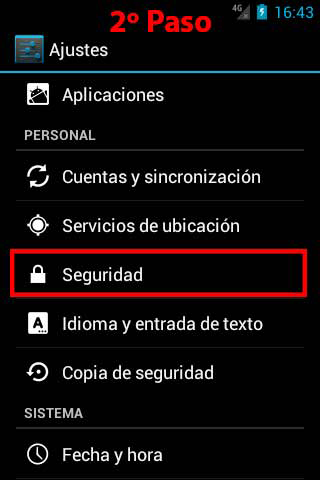 2º Paso
4G 16:43
Ajustes
Aplicaciones
PERSONAL
Cuentas y sincronización
Servicios de ubicación
Seguridad
A Idioma y entrada de texto
Copia de seguridad
SISTEMA
Fecha y hora